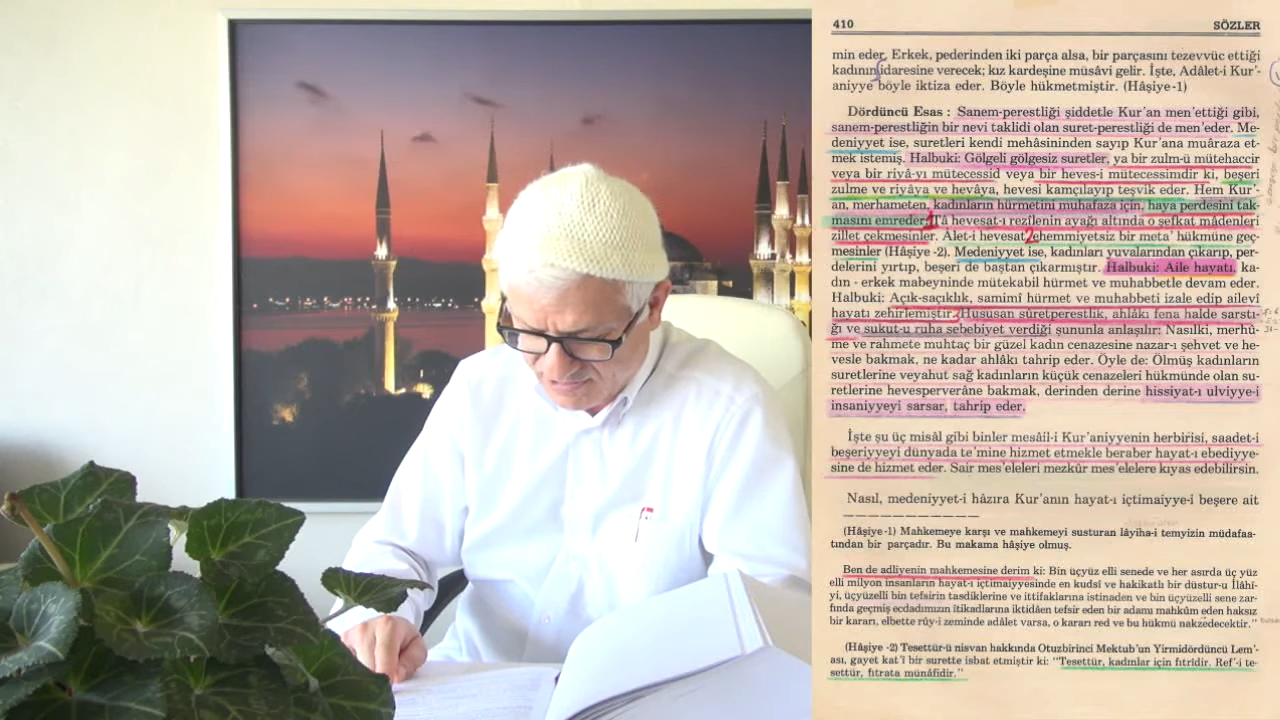 410
SÖZLER
min eder. Erkek, pederinden iki parça alsa, bir parçasını tezevvüc ettiği
kadının idaresine verecek; kız kardeşine müsâvi gelir. İşte, Adâlet-i Kur'-
aniyye böyle iktiza eder. Böyle hükmetmiştir. (Hâşiye-1)
Dördüncü Esas : Sanem-perestliği şiddetle Kur'an men'ettiği gibi,
sanem-perestliğin bir nevi taklidi olan suret-perestliği de men'eder. Me-
deniyyet ise, suretleri kendi mehâsininden sayıp Kur'ana muâraza et-
mek istemiş. Halbuki: Gölgeli gölgesiz suretler, ya bir zulm-ü mütehaccir
veya bir riyâ-yı mütecessid veya bir heves-i mütecessimdir ki, beşeri
zulme ve riyâya ve hevâya, hevesi kamçılayıp teşvik eder. Hem Kur'-
an, merhameten, kadınların hürmetini muhafaza için, haya perdesini tak-
masını emreder. 1 Tâ hevesat-ı rezîlenin ayağı altında o şefkat mâdenleri
zillet çekmesinler. Âlet-i hevesat 2 ehemmiyetsiz bir meta' hükmüne geç-
mesinler (Hâşiye -2). Medeniyyet ise, kadınları yuvalarından çıkarıp, per-
delerini yırtıp, beşeri de baştan çıkarmıştır. Halbuki: Aile hayatı, ka-
dın - erkek mabeyninde mütekabil hürmet ve muhabbetle devam eder.
Halbuki: Açık-saçıklık, samimî hürmet ve muhabbeti izale edip ailevî
hayatı zehirlemiştir. 3 Hususan sûretperestlik, ahlâkı fena halde sarstı-
ğı ve sukut-u ruha sebebiyet verdiği şununla anlaşılır: Nasılki, merhû-
me ve rahmete muhtaç bir güzel kadın cenazesine nazar-ı şehvet ve he-
vesle bakmak, ne kadar ahlâkı tahrip eder. Öyle de: Ölmüş kadınların
suretlerine veyahut sağ kadınların küçük cenazeleri hükmünde olan su-
retlerine hevesperverâne bakmak, derinden derine hissiyat-ı ulviyye-i
insaniyyeyi sarsar, tahrip eder.
İşte şu üç misâl gibi binler mesâil-i Kur'aniyyenin herbirisi, saadet-i
beşeriyyeyi dünyada te'mine hizmet etmekle beraber hayat-ı ebediyye-
sine de hizmet eder. Sair mes'eleleri mezkûr mes'elelere kıyas edebilirsin.
Nasıl, medeniyyet-i hâzıra Kur'anın hayat-ı içtimaiyye-i beşere ait
(Hâşiye-1) Mahkemeye karşı ve mahkemeyi susturan lâyiha-i temyizin müdafaa-
tından bir parçadır. Bu makama hâşiye olmuş.
Ben de adliyenin mahkemesine derim ki: Bin üçyüz elli senede ve her asırda üç yüz
elli milyon insanların hayat-ı içtimaiyyesinde en kudsî ve hakikatlı bir düstur-u İlâhî-
yi, üçyüzelli bin tefsirin tasdiklerine ve ittifaklarına istinaden ve bin üçyüzelli sene zar-
fında geçmiş ecdadımızın îtikadlarına iktidâen tefsir eden bir adamı mahkûm eden haksız
bir kararı, elbette rûy-i zeminde adâlet varsa, o kararı red ve bu hükmü nakzedecektir."
(Hâşiye -2) Tesettür-ü nisvan hakkında Otuzbirinci Mektub'un Yirmidördüncü Lem'-
ası, gayet kat'î bir surette isbat etmiştir ki: "Tesettür, kadınlar için fıtrîdir. Ref'-i te-
settür, fıtrata münafidir."